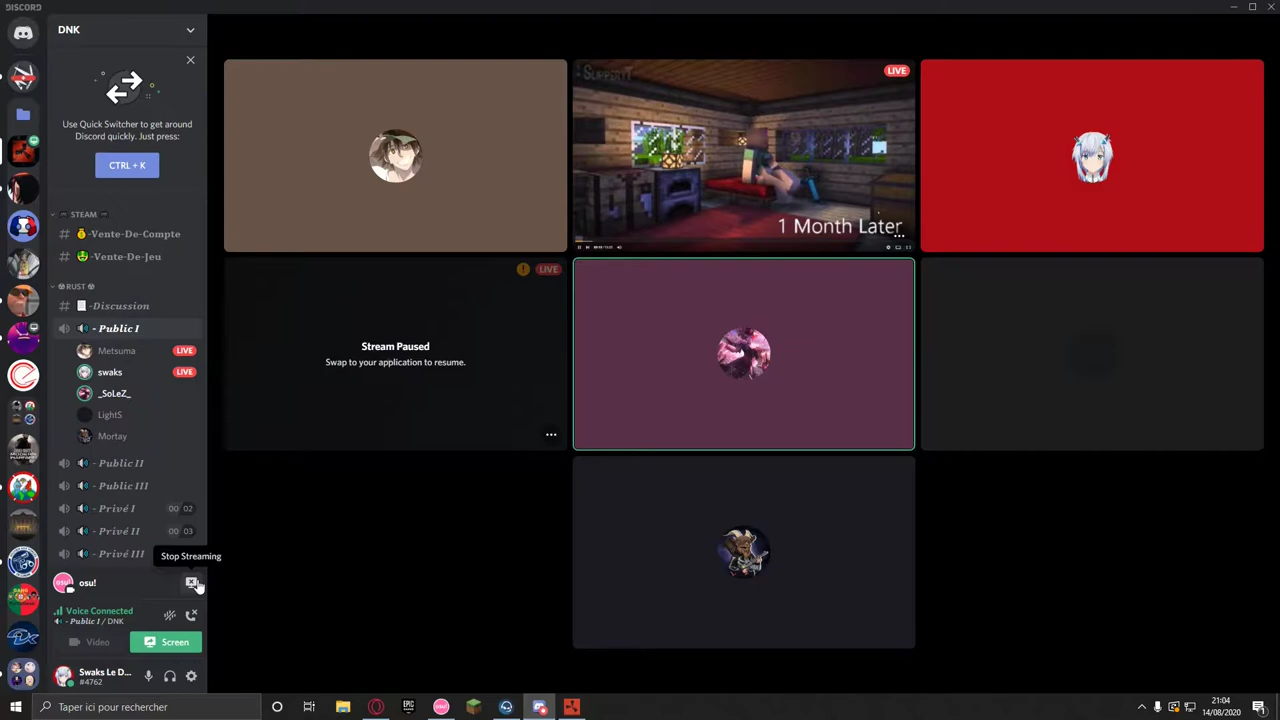 DISCORD
DNK
Use Quick Switcher to get around
Discord quickly. Just press:
CTRL + K
STEAM
-Vente-De-Compte
-Vente-De-Jeu
RUST
-Discussion
- Public I
Metsuma LIVE
swaks LIVE
_SoLeZ_
LightS
Mortay
- Public II
- Public III
- Privé I 00 02
- Privé II 00 03
- Privé III
Stop Streaming
osu!
Voice Connected
- Public I / DNK
Video
Screen
Swaks Le D...
#4762
LIVE
1 Month Later
LIVE
Stream Paused
Swap to your application to resume.
Taper ici pour rechercher
EPIC
GAMES
osu!
21:04
14/08/2020